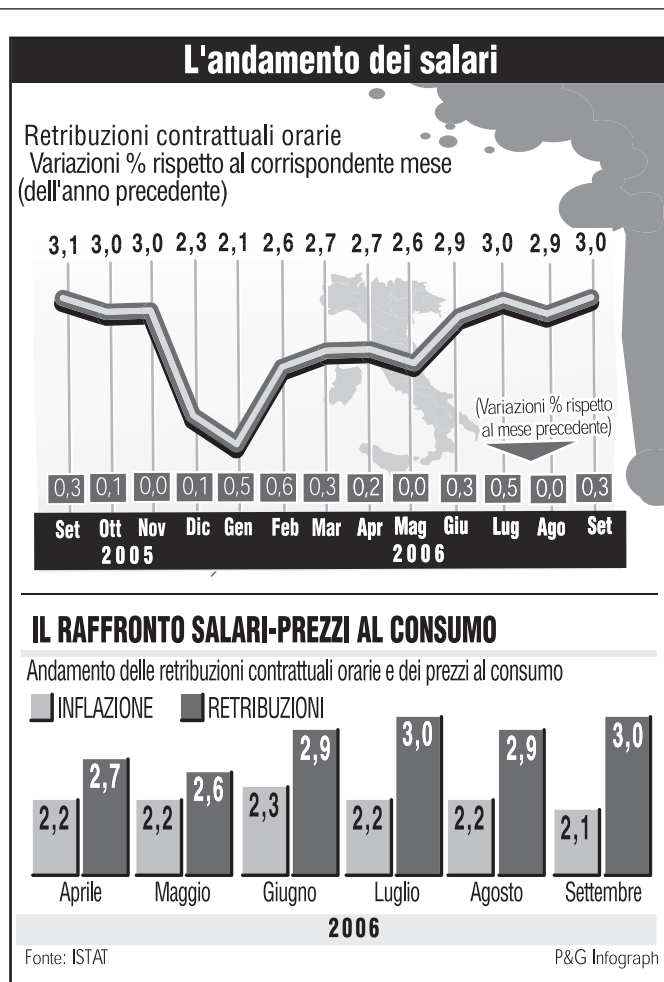 L'andamento dei salari
Retribuzioni contrattuali orarie
Variazioni % rispetto al corrispondente mese
(dell'anno precedente)
3,1 3,0 3,0 2,3 2,1 2,6 2,7 2,7 2,6 2,9 3,0 2,9 3,0
(Variazioni % rispetto
al mese precedente)
0,3 0,1 0,0 0,1 0,5 0,6 0,3 0,2 0,0 0,3 0,5 0,0 0,3
Set Ott Nov Dic Gen Feb Mar Apr Mag Giu Lug Ago Set
2005 2006
IL RAFFRONTO SALARI-PREZZI AL CONSUMO
Andamento delle retribuzioni contrattuali orarie e dei prezzi al consumo
INFLAZIONE RETRIBUZIONI
2,2 2,7 2,2 2,6 2,3 2,9 2,2 3,0 2,2 2,9 2,1 3,0
Aprile Maggio Giugno Luglio Agosto Settembre
2006
Fonte: ISTAT P&G Infograph